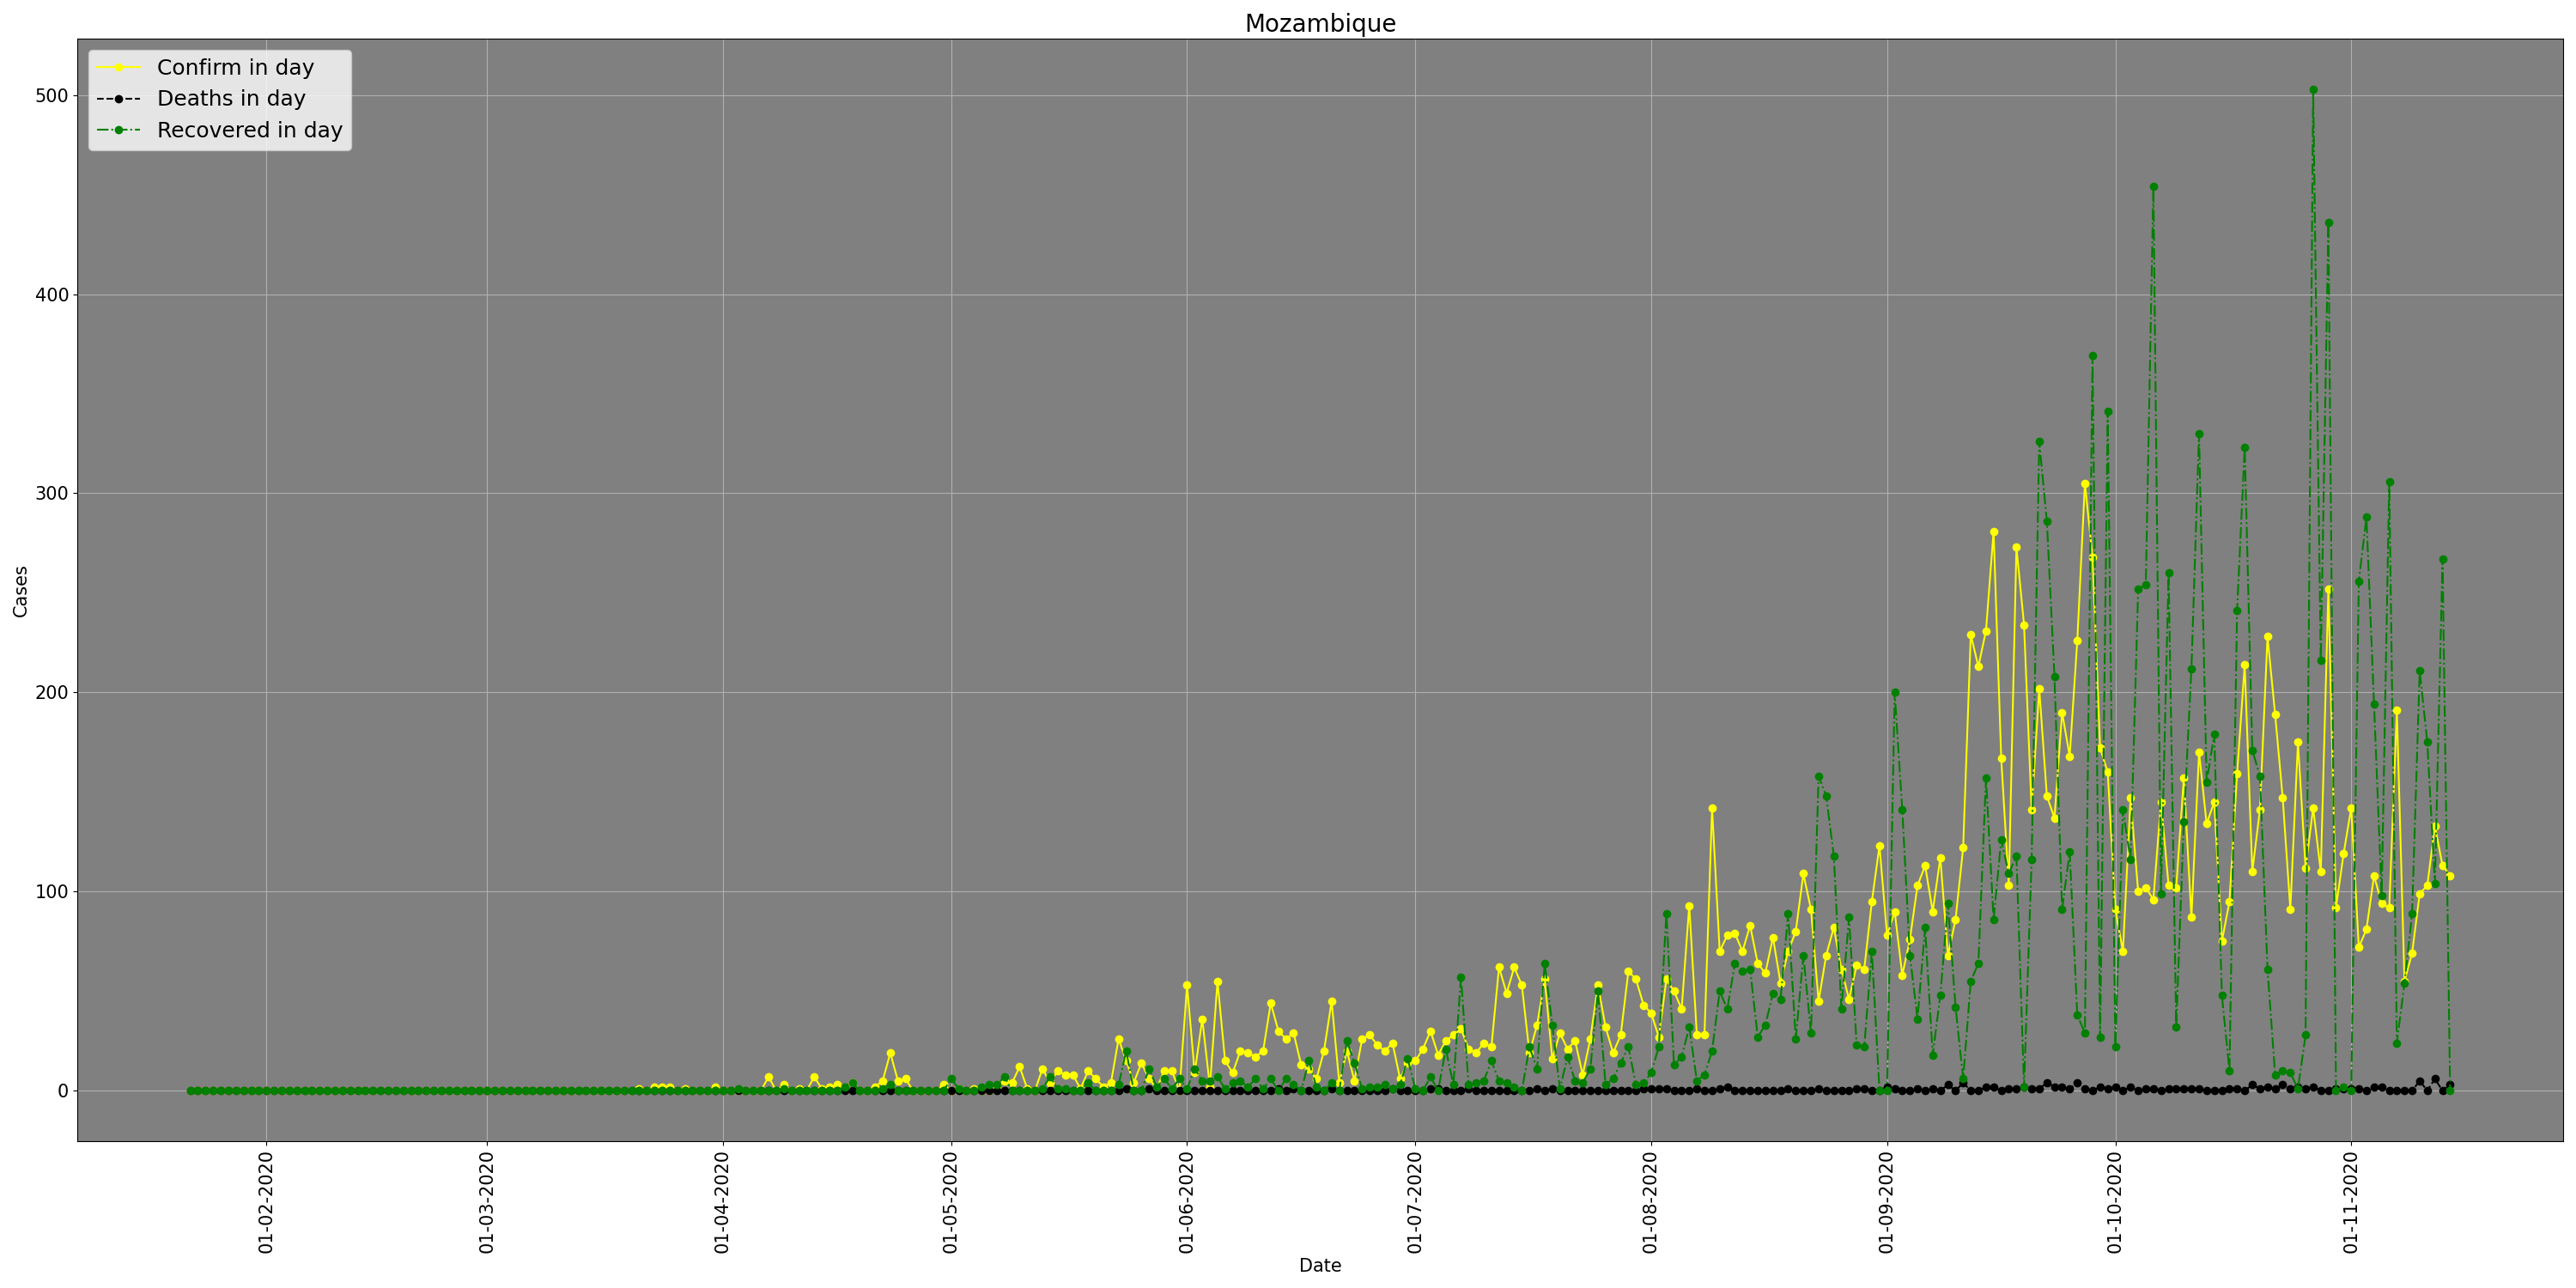 Mozambique
Confirm in day
Deaths in day
Recovered in day
500
400
300
200
100
0
Cases
01-02-2020
01-03-2020
01-04-2020
01-05-2020
01-06-2020
01-07-2020
01-08-2020
01-09-2020
01-10-2020
01-11-2020
Date